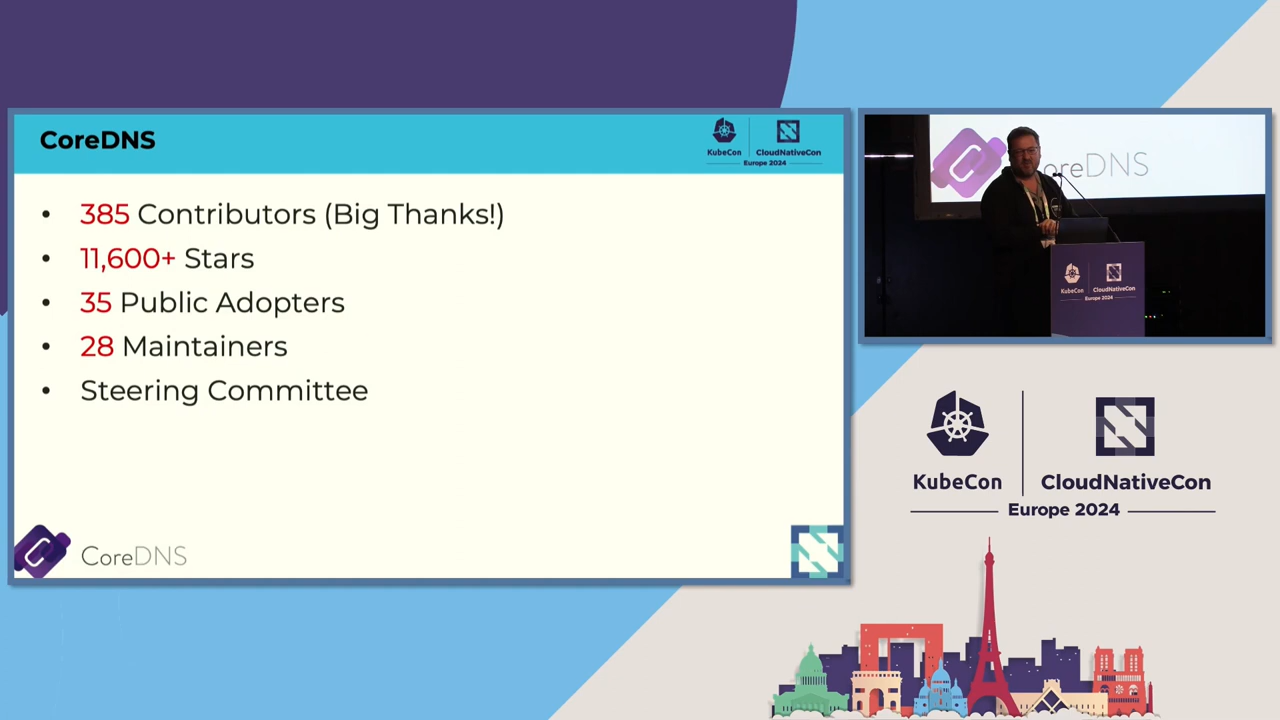 CoreDNS
KubeCon
CloudNativeCon
Europe 2024
• 385 Contributors (Big Thanks!)
• 11,600+ Stars
• 35 Public Adopters
• 28 Maintainers
• Steering Committee
CoreDNS
oreDNS
KubeCon
CloudNativeCon
Europe 2024
KubeCon
CloudNativeCon
Europe 2024